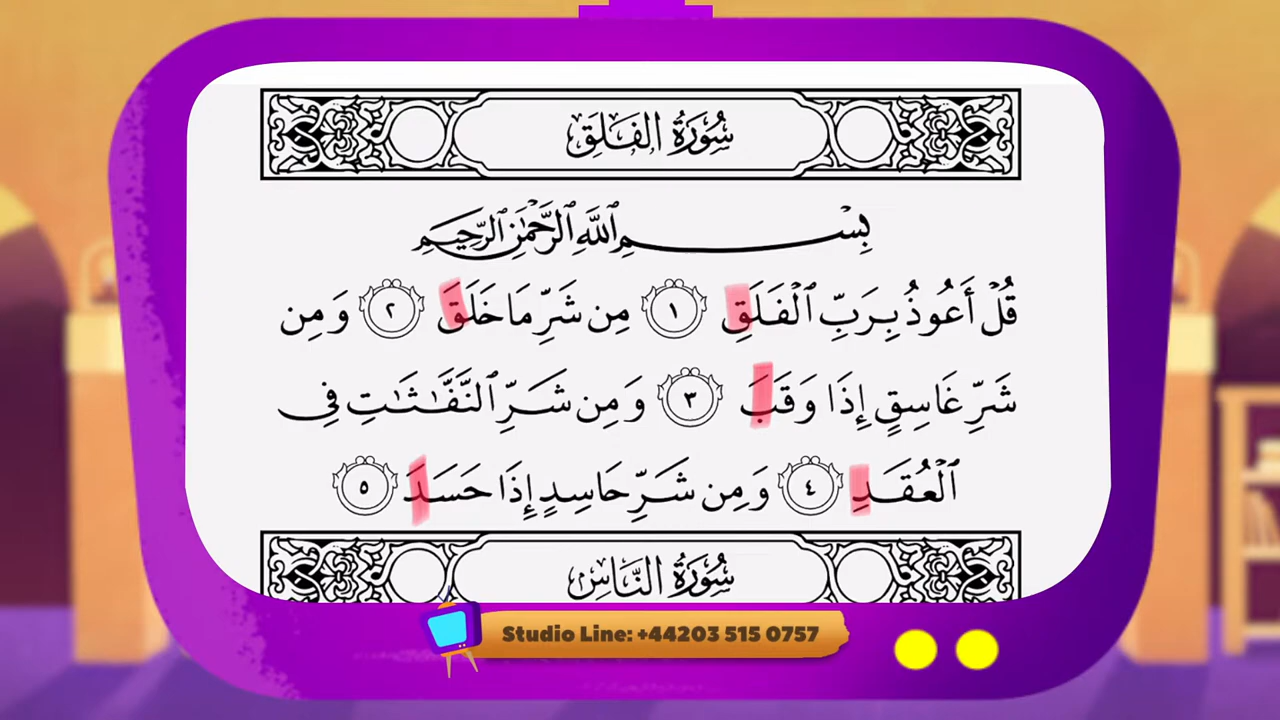 سُورَةُ الفَلَقِ
بِسْمِ ٱللَّهِ ٱلرَّحْمَٰنِ ٱلرَّحِيمِ
قُلْ أَعُوذُ بِرَبِّ ٱلْفَلَقِ ١ مِن شَرِّ مَا خَلَقَ ٢ وَمِن
شَرِّ غَاسِقٍ إِذَا وَقَبَ ٣ وَمِن شَرِّ ٱلنَّفَّٰثَٰتِ فِى
ٱلْعُقَدِ ٤ وَمِن شَرِّ حَاسِدٍ إِذَا حَسَدَ ٥
سُورَةُ النَّاسِ
Studio Line: +44203 515 0757